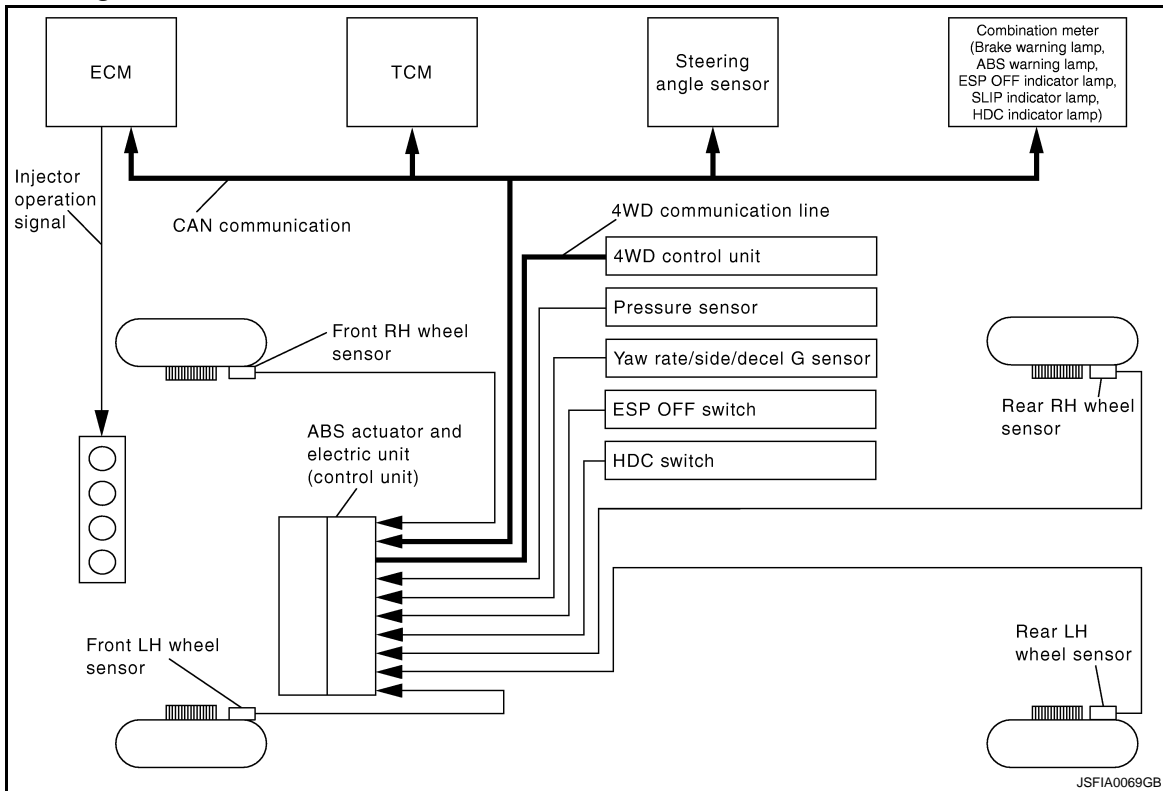 ECM
TCM
Steering
angle sensor
Combination meter
(Brake warning lamp,
ABS warning lamp,
ESP OFF indicator lamp,
SLIP indicator lamp,
HDC indicator lamp)
Injector
operation
signal
CAN communication
4WD communication line
4WD control unit
Pressure sensor
Yaw rate/side/decel G sensor
ESP OFF switch
HDC switch
Front RH wheel
sensor
Rear RH wheel
sensor
ABS actuator and
electric unit
(control unit)
Front LH wheel
sensor
Rear LH
wheel sensor
JSFIA0069GB